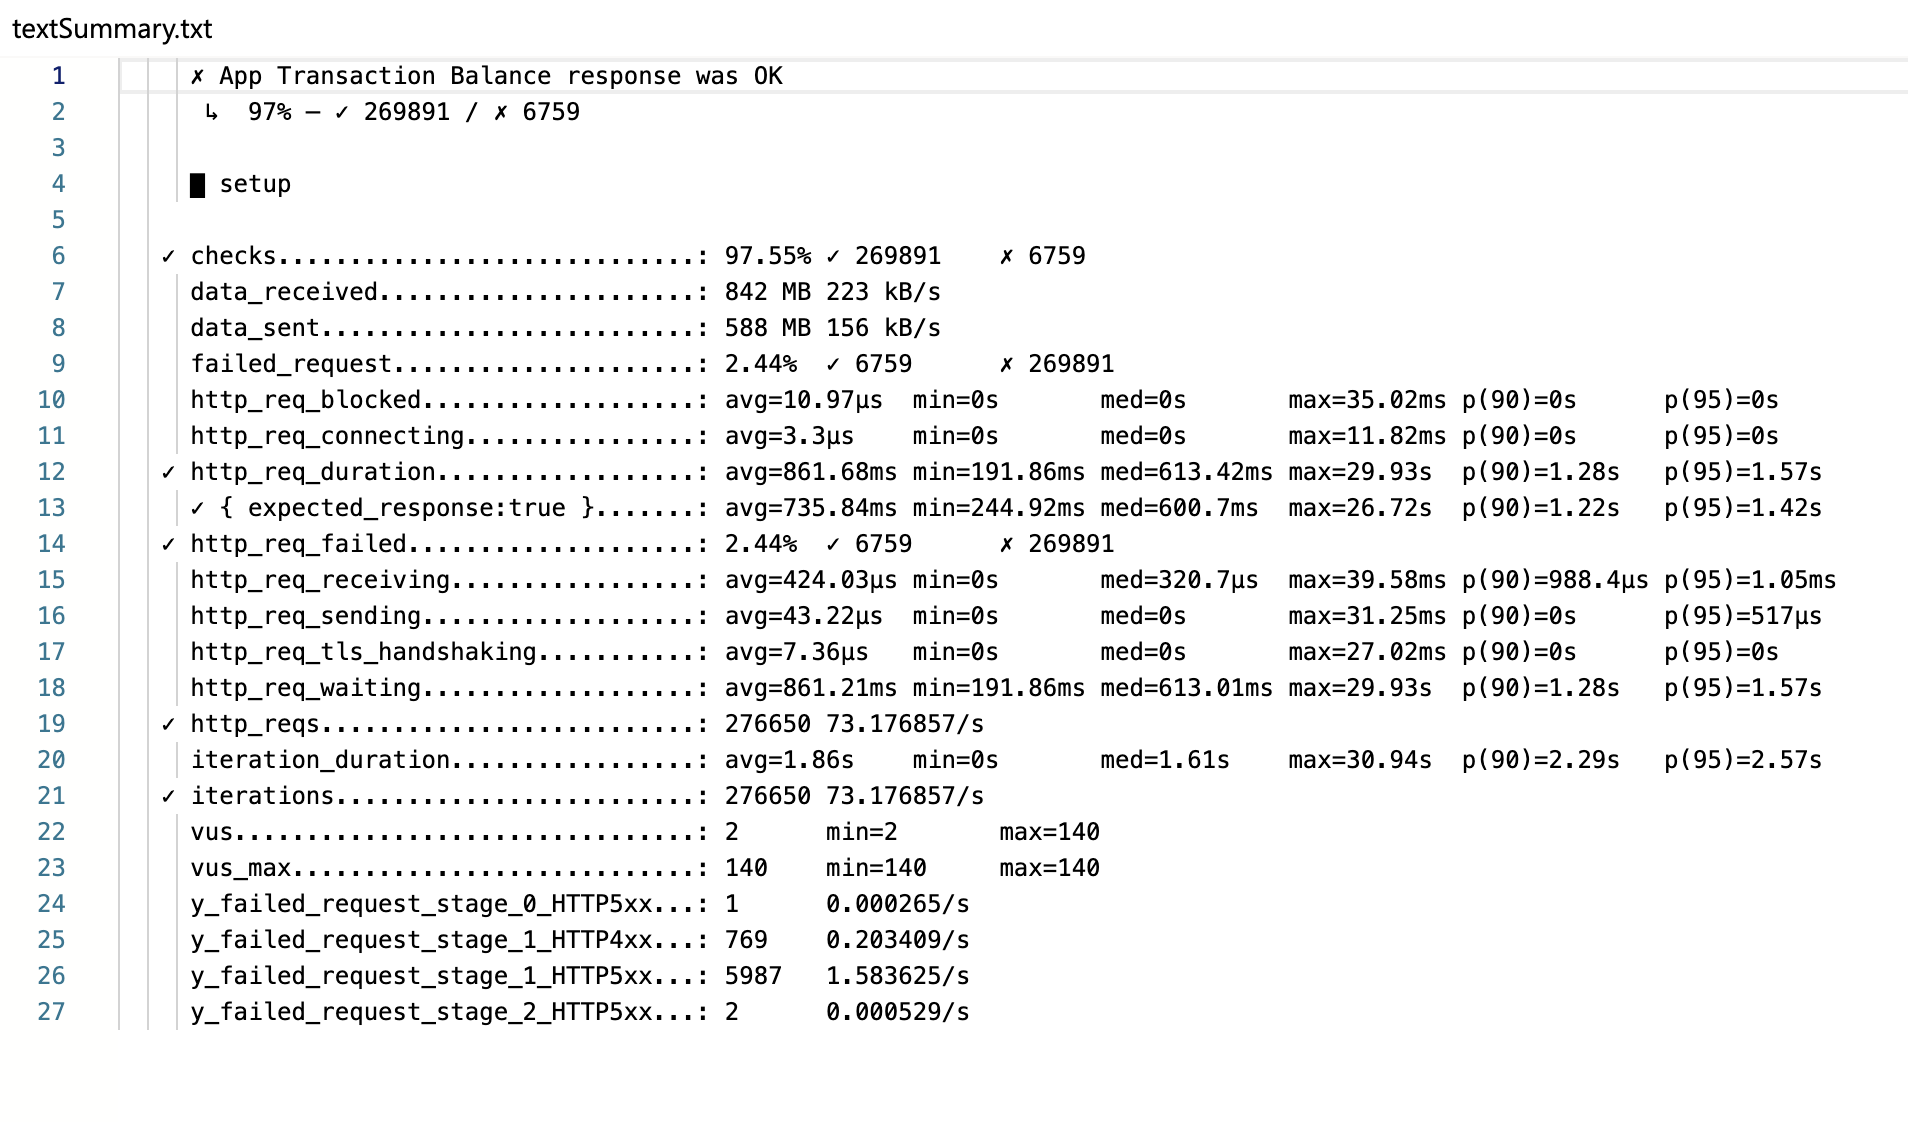 textSummary.txt
1 ✗ App Transaction Balance response was OK
2 ↳  97% — ✓ 269891 / ✗ 6759
3
4 █ setup
5
6 ✓ checks.............................: 97.55% ✓ 269891    ✗ 6759
7 data_received......................: 842 MB 223 kB/s
8 data_sent..........................: 588 MB 156 kB/s
9 failed_request.....................: 2.44%  ✓ 6759      ✗ 269891
10 http_req_blocked...................: avg=10.97µs  min=0s       med=0s       max=35.02ms p(90)=0s      p(95)=0s
11 http_req_connecting................: avg=3.3µs    min=0s       med=0s       max=11.82ms p(90)=0s      p(95)=0s
12 ✓ http_req_duration..................: avg=861.68ms min=191.86ms med=613.42ms max=29.93s  p(90)=1.28s   p(95)=1.57s
13 ✓ { expected_response:true }.......: avg=735.84ms min=244.92ms med=600.7ms  max=26.72s  p(90)=1.22s   p(95)=1.42s
14 ✓ http_req_failed....................: 2.44%  ✓ 6759      ✗ 269891
15 http_req_receiving.................: avg=424.03µs min=0s       med=320.7µs  max=39.58ms p(90)=988.4µs p(95)=1.05ms
16 http_req_sending...................: avg=43.22µs  min=0s       med=0s       max=31.25ms p(90)=0s      p(95)=517µs
17 http_req_tls_handshaking...........: avg=7.36µs   min=0s       med=0s       max=27.02ms p(90)=0s      p(95)=0s
18 http_req_waiting...................: avg=861.21ms min=191.86ms med=613.01ms max=29.93s  p(90)=1.28s   p(95)=1.57s
19 ✓ http_reqs..........................: 276650 73.176857/s
20 iteration_duration.................: avg=1.86s    min=0s       med=1.61s    max=30.94s  p(90)=2.29s   p(95)=2.57s
21 ✓ iterations.........................: 276650 73.176857/s
22 vus................................: 2      min=2       max=140
23 vus_max............................: 140    min=140     max=140
24 y_failed_request_stage_0_HTTP5xx...: 1      0.000265/s
25 y_failed_request_stage_1_HTTP4xx...: 769    0.203409/s
26 y_failed_request_stage_1_HTTP5xx...: 5987   1.583625/s
27 y_failed_request_stage_2_HTTP5xx...: 2      0.000529/s